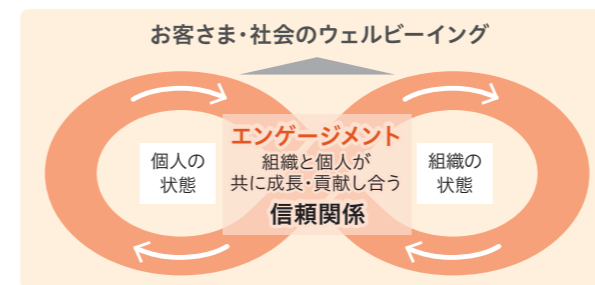 お客さま・社会のウェルビーイング
エンゲージメント
組織と個人が
共に成長・貢献し合う
信頼関係
個人の
状態
組織の
状態